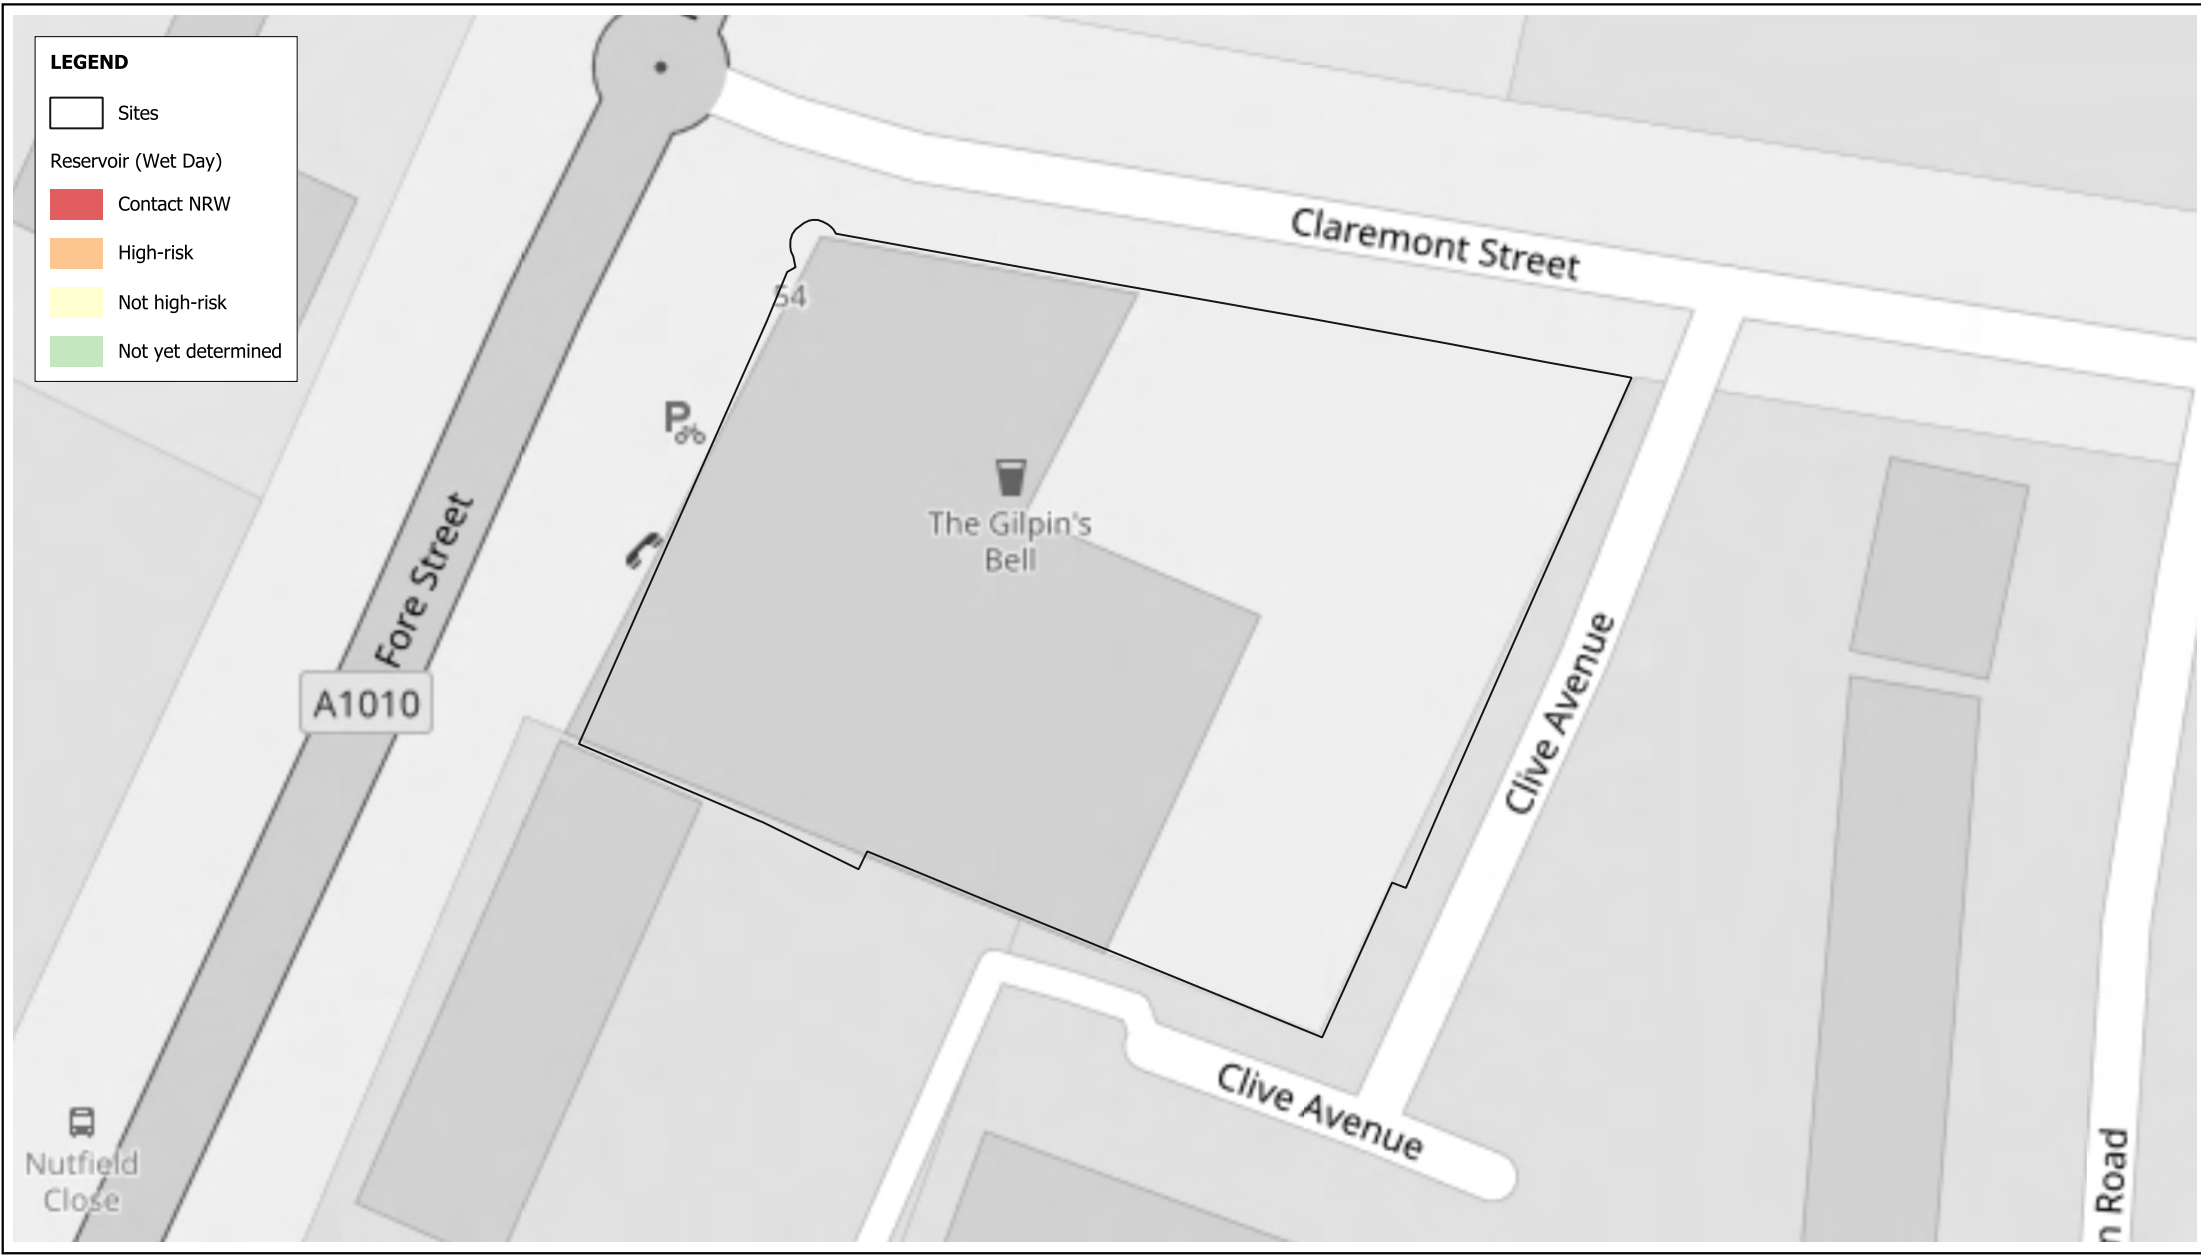 LEGEND
Sites
Reservoir (Wet Day)
Contact NRW
High-risk
Not high-risk
Not yet determined
Claremont Street
54
P
The Gilpin's
Bell
Fore Street
A1010
Clive Avenue
Clive Avenue
Nutfield
Close
Road